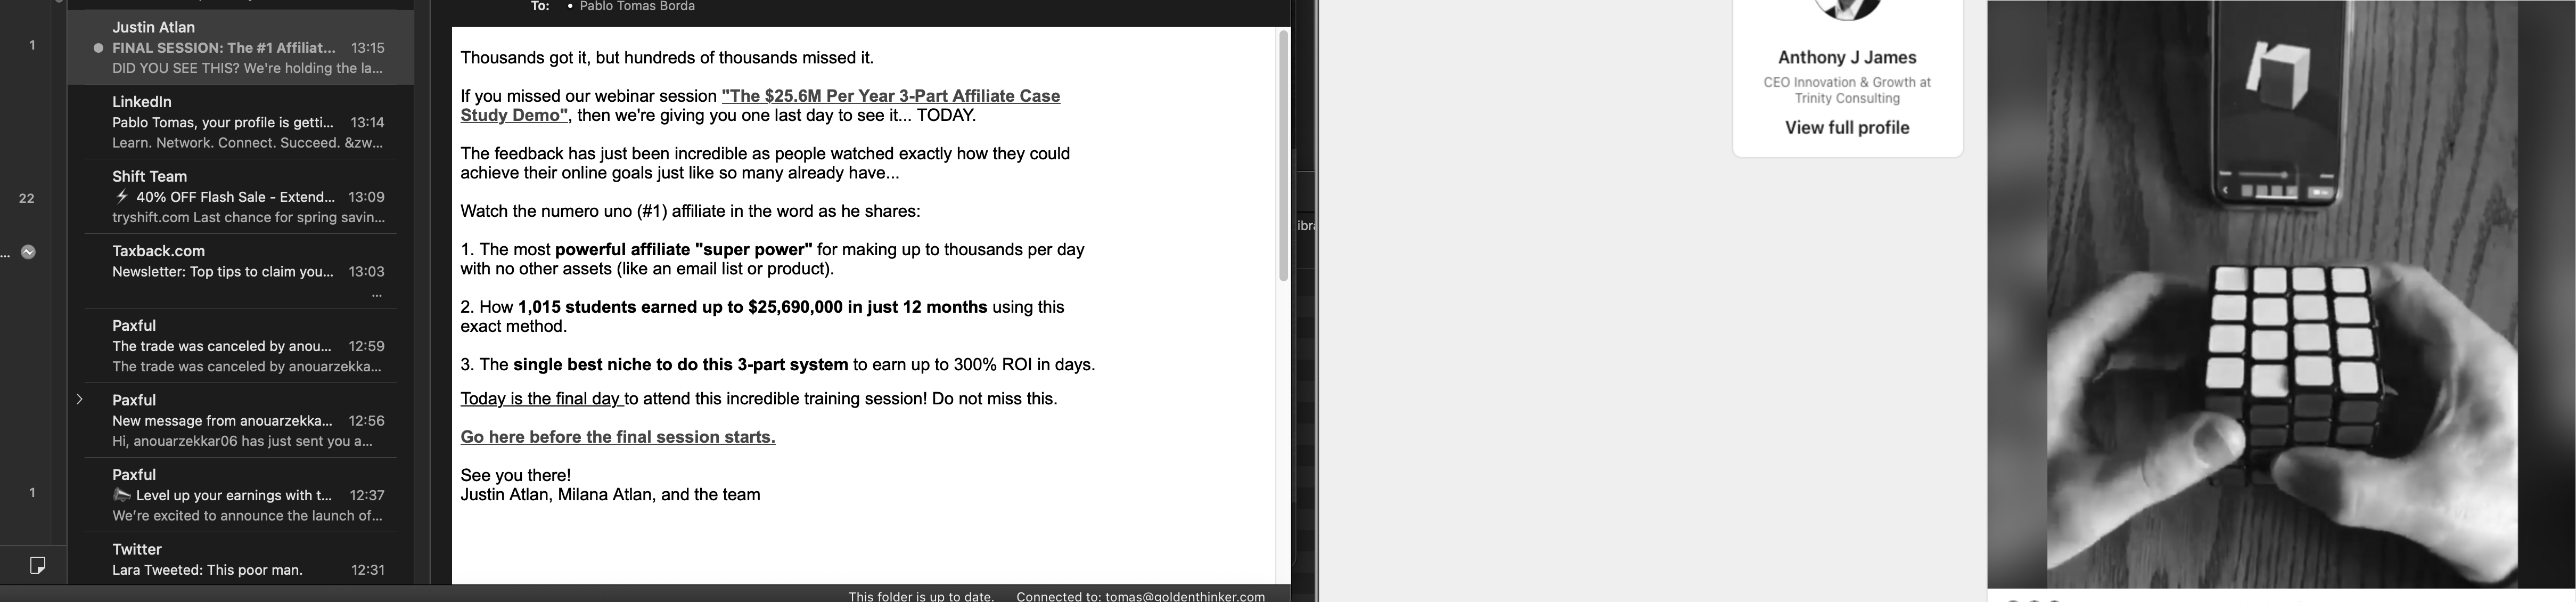 1
22
...
1
Justin Atlan
FINAL SESSION: The #1 Affiliat... 13:15
DID YOU SEE THIS? We're holding the la...
LinkedIn
Pablo Tomas, your profile is getti... 13:14
Learn. Network. Connect. Succeed. &zw...
Shift Team
⚡ 40% OFF Flash Sale - Extend... 13:09
tryshift.com Last chance for spring savin...
Taxback.com
Newsletter: Top tips to claim you... 13:03
...
Paxful
The trade was canceled by anou... 12:59
The trade was canceled by anouarzekka...
Paxful
New message from anouarzekka... 12:56
Hi, anouarzekkar06 has just sent you a...
Paxful
Level up your earnings with t... 12:37
We're excited to announce the launch of...
Twitter
Lara Tweeted: This poor man. 12:31
To: • Pablo Tomas Borda
Thousands got it, but hundreds of thousands missed it.
If you missed our webinar session "The $25.6M Per Year 3-Part Affiliate Case
Study Demo", then we're giving you one last day to see it... TODAY.
The feedback has just been incredible as people watched exactly how they could
achieve their online goals just like so many already have...
Watch the numero uno (#1) affiliate in the word as he shares:
1. The most powerful affiliate "super power" for making up to thousands per day
with no other assets (like an email list or product).
2. How 1,015 students earned up to $25,690,000 in just 12 months using this
exact method.
3. The single best niche to do this 3-part system to earn up to 300% ROI in days.
Today is the final day to attend this incredible training session! Do not miss this.
Go here before the final session starts.
See you there!
Justin Atlan, Milana Atlan, and the team
This folder is up to date. Connected to: tomas@goldenthinker.com
Anthony J James
CEO Innovation & Growth at
Trinity Consulting
View full profile